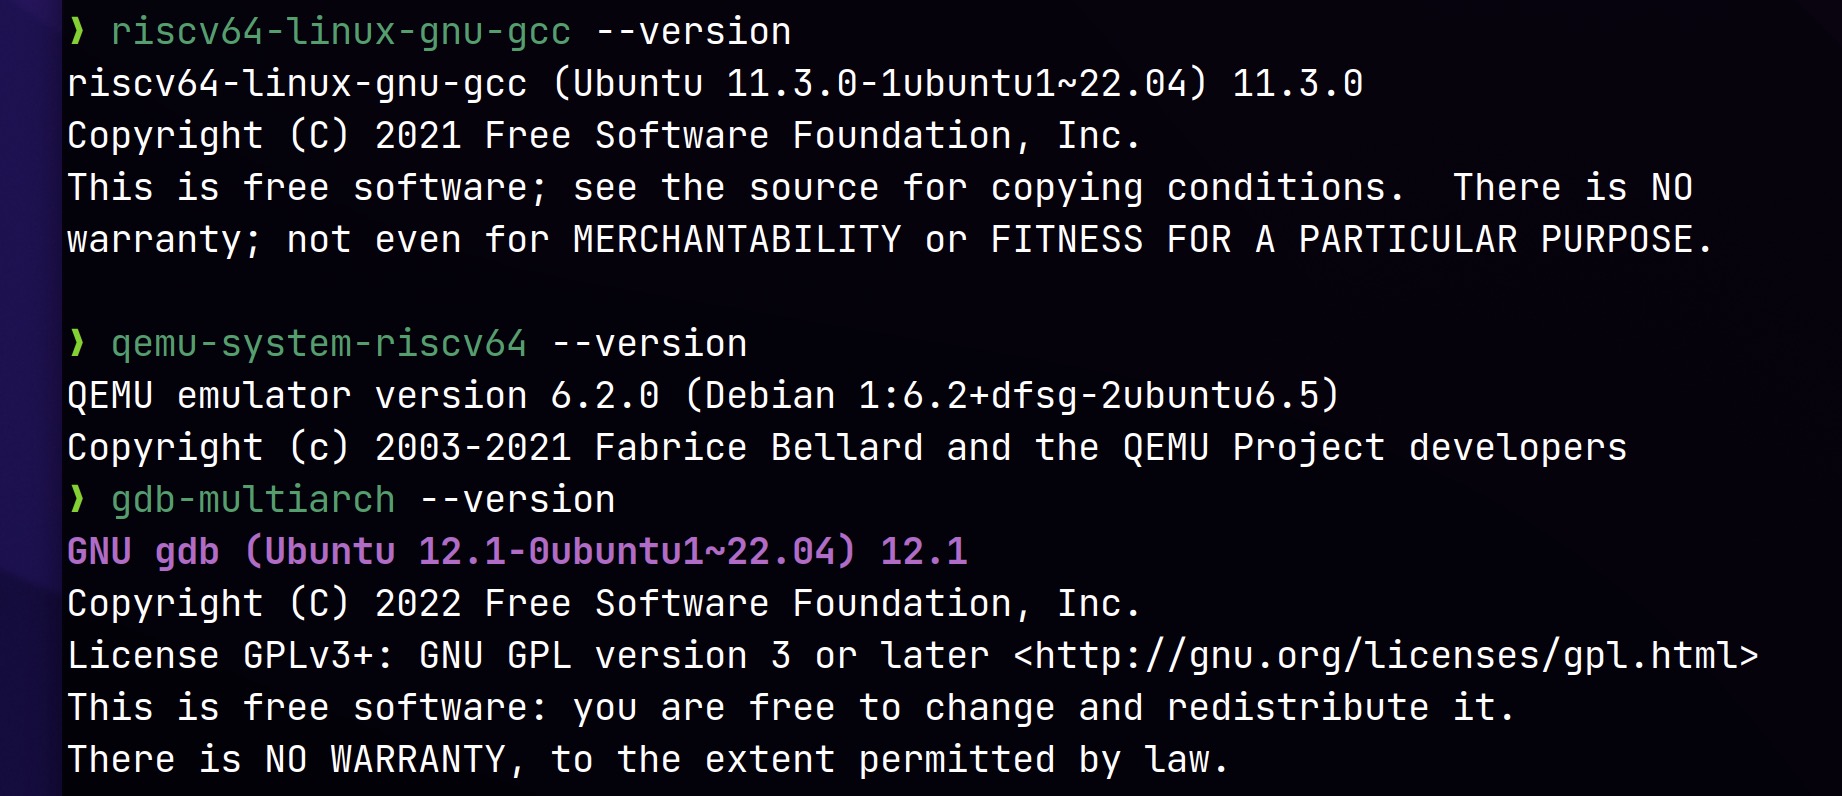 ❱ riscv64-linux-gnu-gcc --version
riscv64-linux-gnu-gcc (Ubuntu 11.3.0-1ubuntu1~22.04) 11.3.0
Copyright (C) 2021 Free Software Foundation, Inc.
This is free software; see the source for copying conditions.  There is NO
warranty; not even for MERCHANTABILITY or FITNESS FOR A PARTICULAR PURPOSE.
❱ qemu-system-riscv64 --version
QEMU emulator version 6.2.0 (Debian 1:6.2+dfsg-2ubuntu6.5)
Copyright (c) 2003-2021 Fabrice Bellard and the QEMU Project developers
❱ gdb-multiarch --version
GNU gdb (Ubuntu 12.1-0ubuntu1~22.04) 12.1
Copyright (C) 2022 Free Software Foundation, Inc.
License GPLv3+: GNU GPL version 3 or later <http://gnu.org/licenses/gpl.html>
This is free software: you are free to change and redistribute it.
There is NO WARRANTY, to the extent permitted by law.